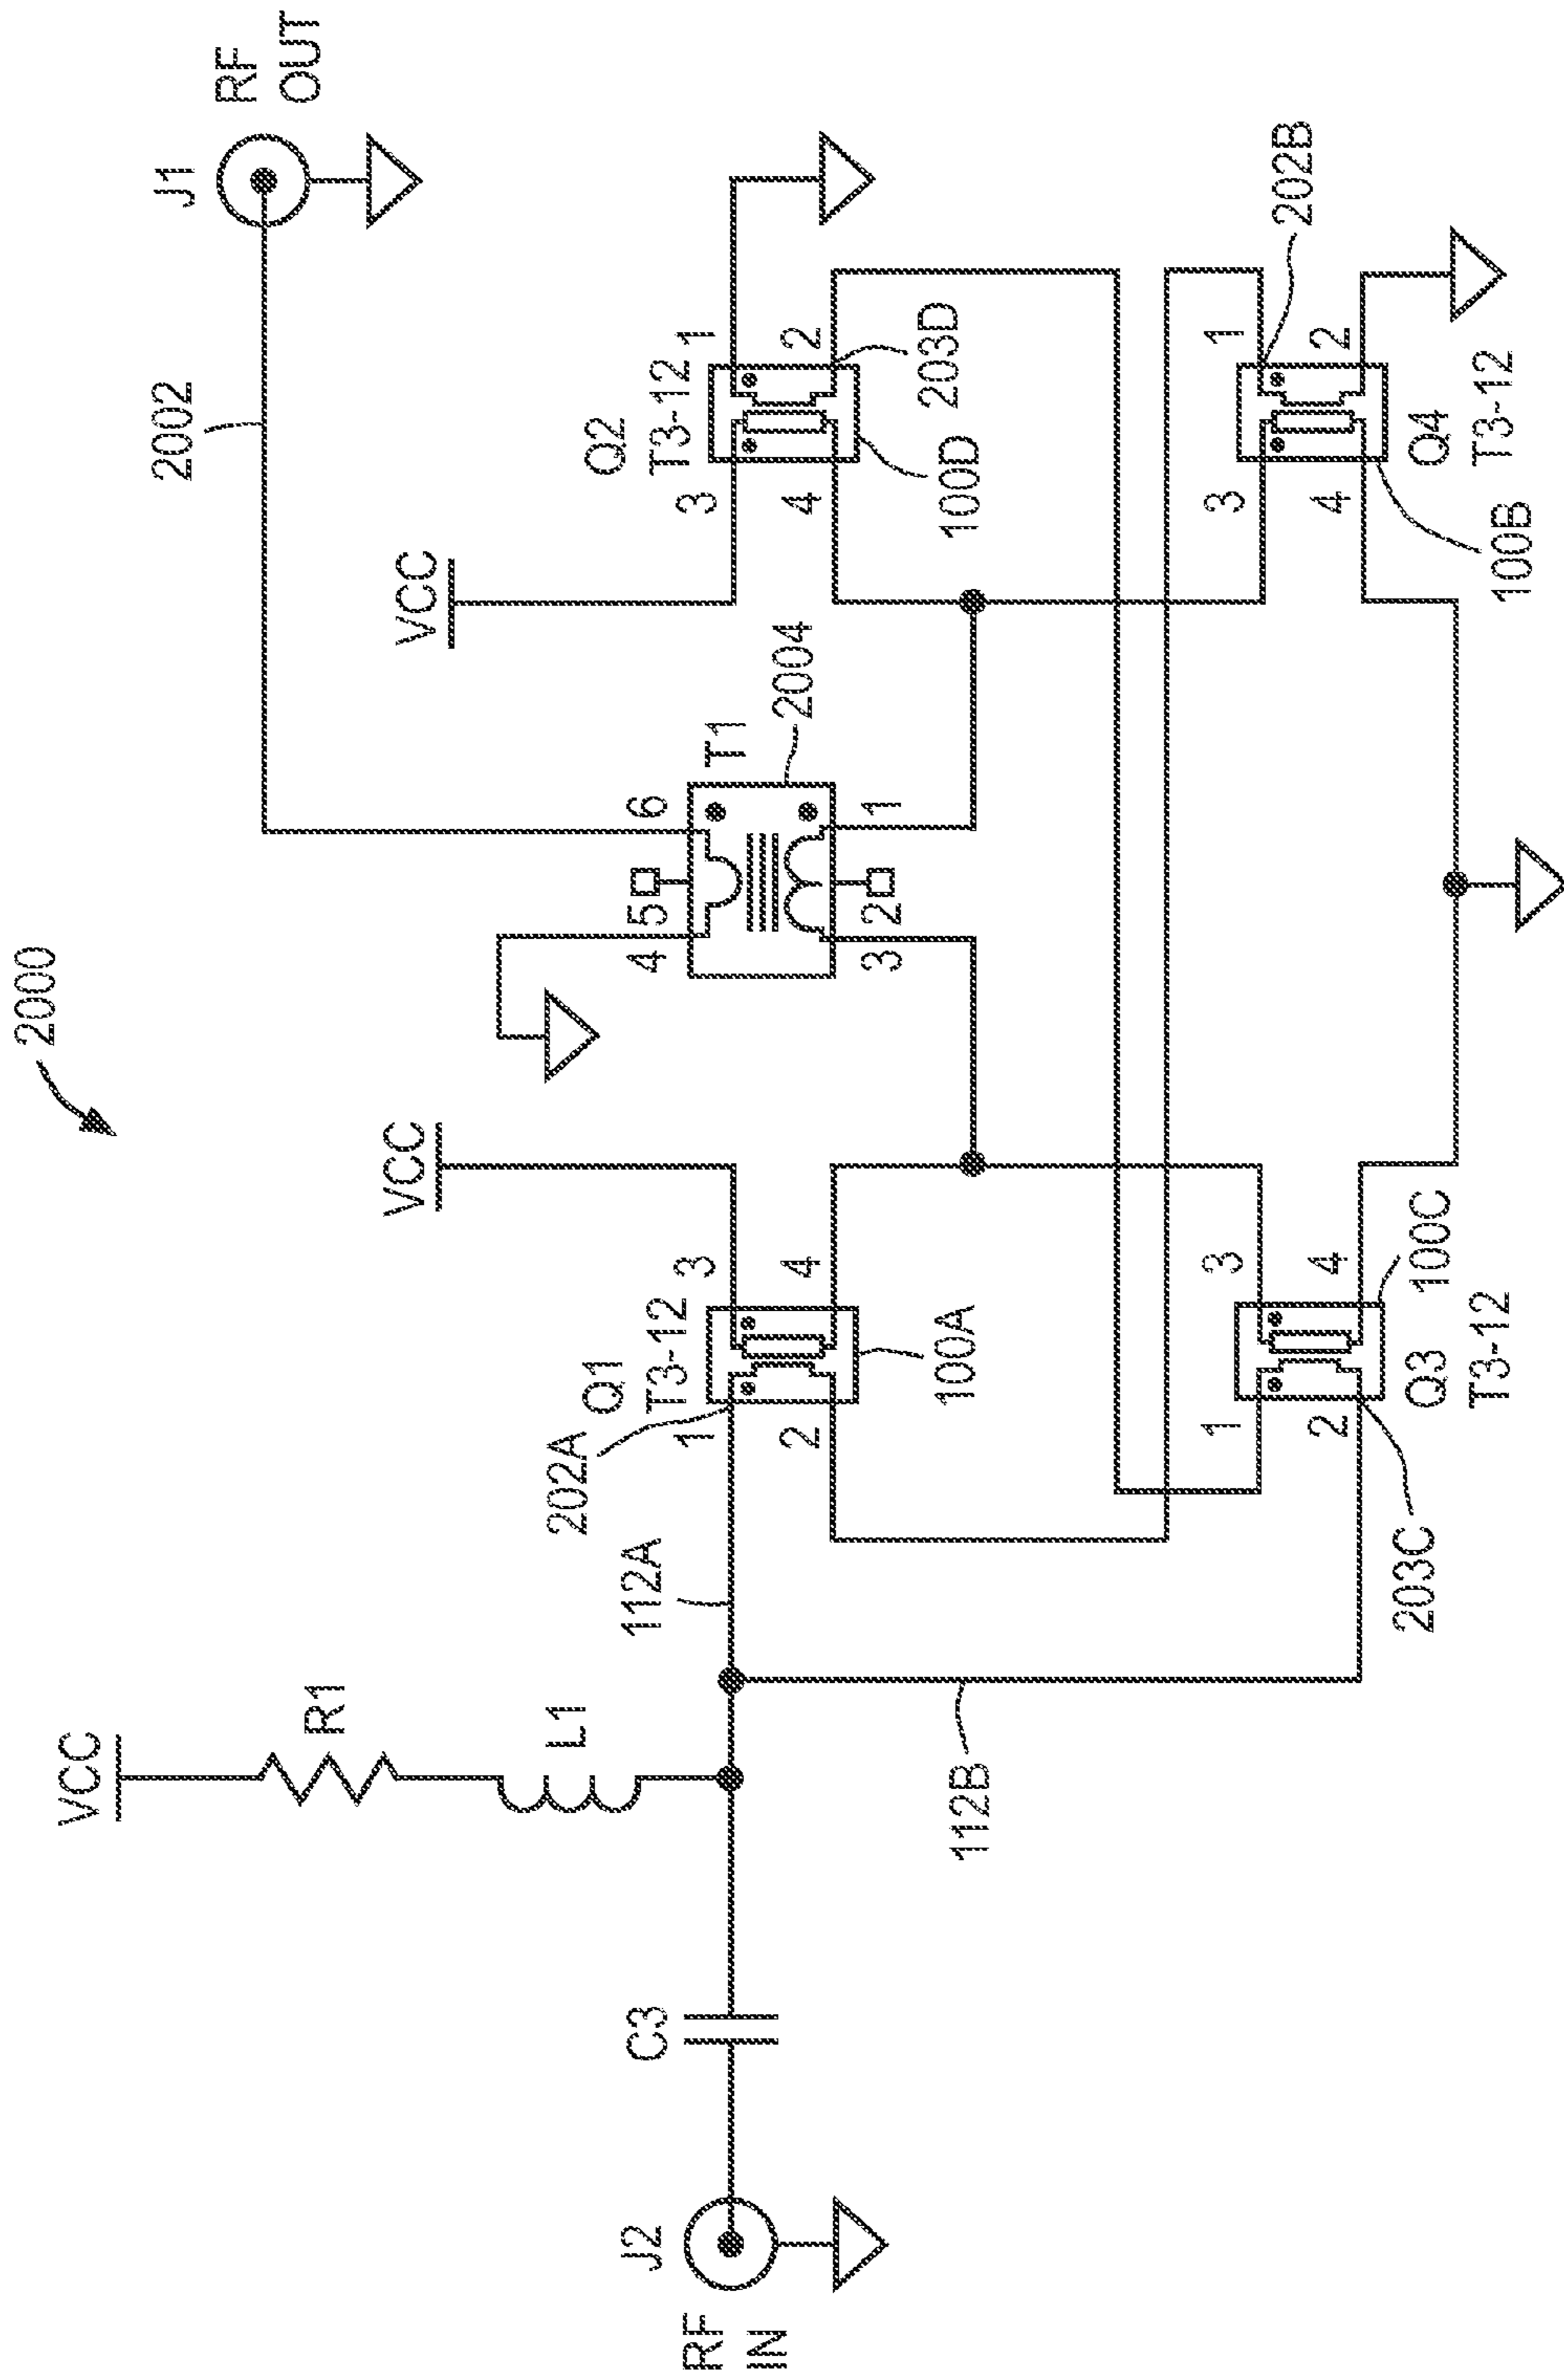 2000
2002
J1
RF
OUT
VCC
R1
L1
VCC
VCC
T1
2004
6
5
4
1
2
3
Q1
T3-12
202A
1
2
3
4
100A
Q2
T3-12
3
4
1
2
203D
100D
112A
112B
J2
RF
IN
C3
1
2
3
4
Q3
T3-12
100C
203C
3
4
1
2
202B
Q4
T3-12
100B